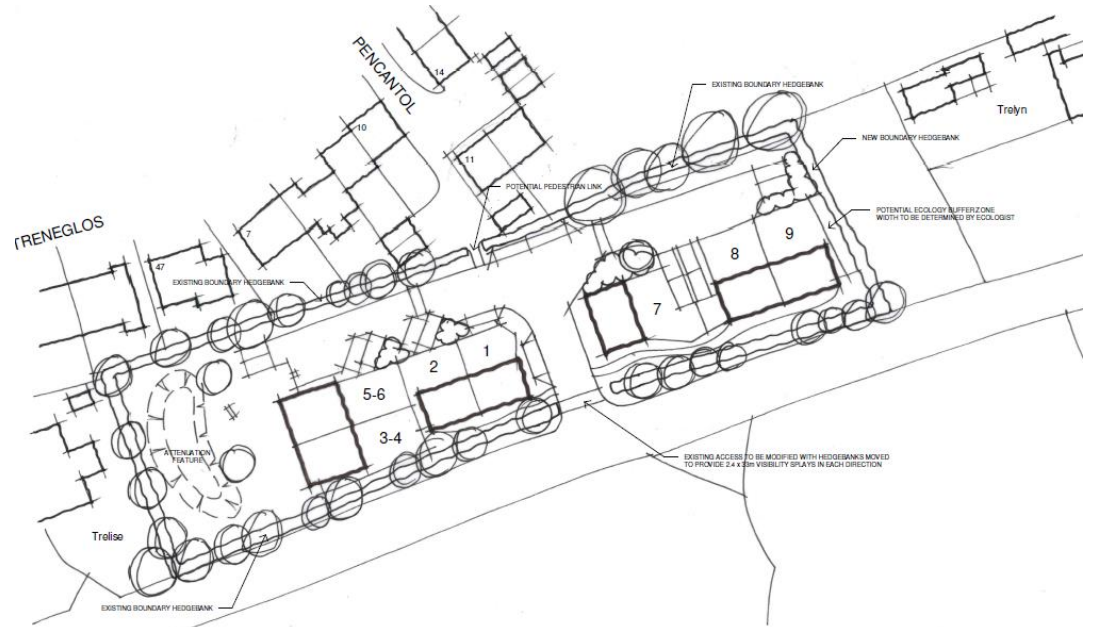 PENCANTOL
14
10
11
7
47
TRENEGLOS
EXISTING BOUNDARY HEDGEBANK
Trelyn
NEW BOUNDARY HEDGEBANK
POTENTIAL PEDESTRIAN LINK
POTENTIAL ECOLOGY BUFFERZONE
WIDTH TO BE DETERMINED BY ECOLOGIST
EXISTING BOUNDARY HEDGEBANK
9
8
7
1
2
5-6
3-4
ATTENUATION
FEATURE
EXISTING ACCESS TO BE MODIFIED WITH HEDGEBANKS MOVED
TO PROVIDE 2.4 x 33m VISIBILITY SPLAYS IN EACH DIRECTION
Trelise
EXISTING BOUNDARY HEDGEBANK